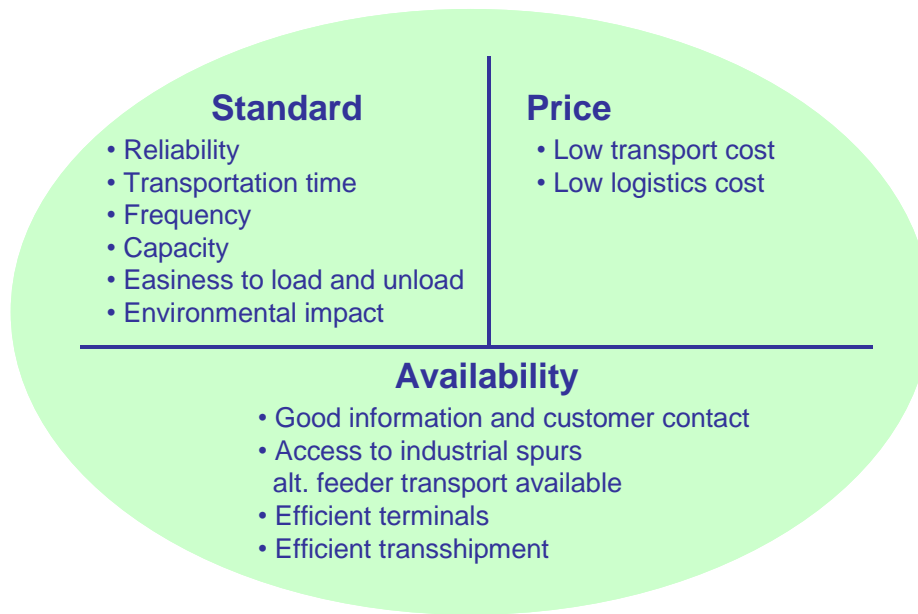 Standard
• Reliability
• Transportation time
• Frequency
• Capacity
• Easiness to load and unload
• Environmental impact
Price
• Low transport cost
• Low logistics cost
Availability
• Good information and customer contact
• Access to industrial spurs
alt. feeder transport available
• Efficient terminals
• Efficient transshipment